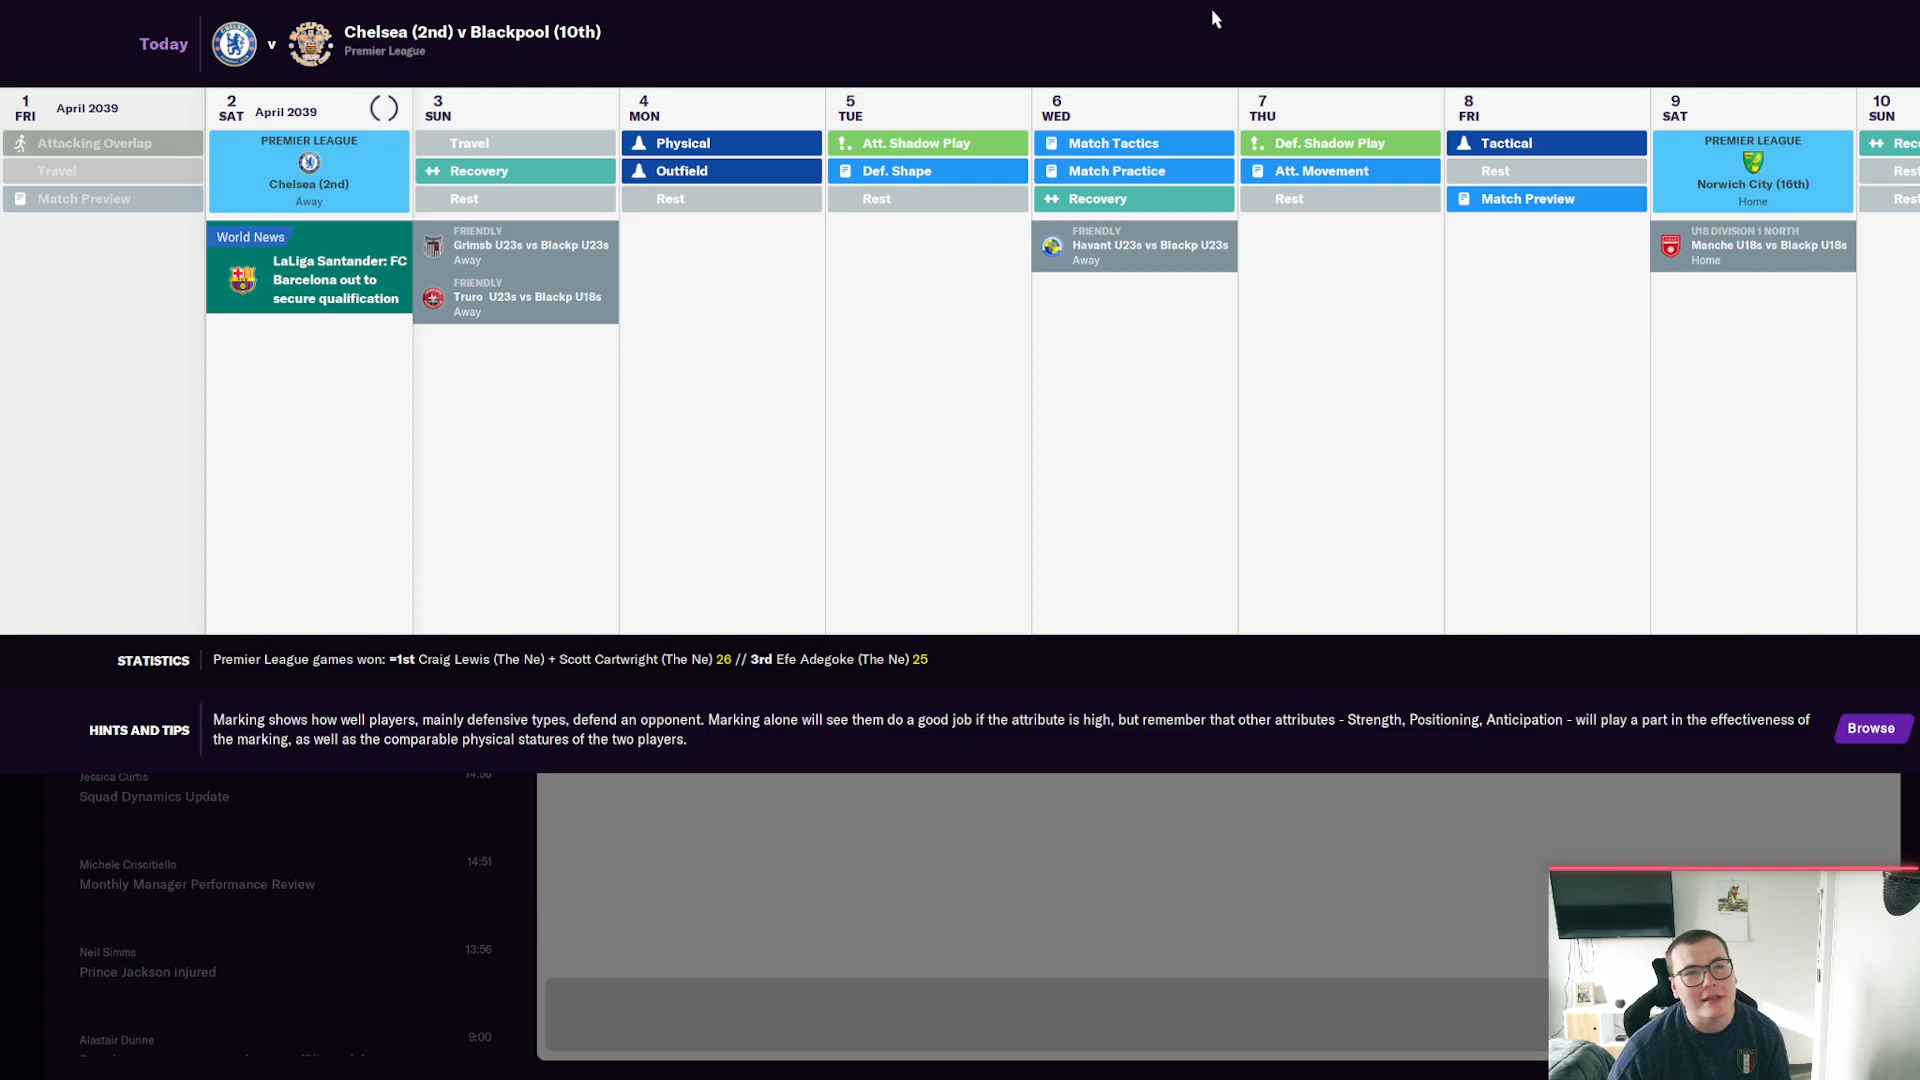 Today
v
Chelsea (2nd) v Blackpool (10th)
Premier League
1
FRI
April 2039
Attacking Overlap
Travel
Match Preview
2
SAT
April 2039
PREMIER LEAGUE
Chelsea (2nd)
Away
World News
LaLiga Santander: FC
Barcelona out to
secure qualification
3
SUN
Travel
Recovery
Rest
FRIENDLY
Grimsb U23s vs Blackp U23s
Away
FRIENDLY
Truro U23s vs Blackp U18s
Away
4
MON
Physical
Outfield
Rest
5
TUE
Att. Shadow Play
Def. Shape
Rest
6
WED
Match Tactics
Match Practice
Recovery
FRIENDLY
Havant U23s vs Blackp U23s
Away
7
THU
Def. Shadow Play
Att. Movement
Rest
8
FRI
Tactical
Rest
Match Preview
9
SAT
PREMIER LEAGUE
Norwich City (16th)
Home
U18 DIVISION 1 NORTH
Manche U18s vs Blackp U18s
Home
10
SUN
Reco
Rest
Rest
STATISTICS
Premier League games won: =1st Craig Lewis (The Ne) + Scott Cartwright (The Ne) 26 // 3rd Efe Adegoke (The Ne) 25
HINTS AND TIPS
Marking shows how well players, mainly defensive types, defend an opponent. Marking alone will see them do a good job if the attribute is high, but remember that other attributes - Strength, Positioning, Anticipation - will play a part in the effectiveness of
the marking, as well as the comparable physical statures of the two players.
Browse
Jessica Curtis
Squad Dynamics Update
Michele Criscitiello
14:51
Monthly Manager Performance Review
Neil Simms
13:56
Prince Jackson injured
Alastair Dunne
9:00